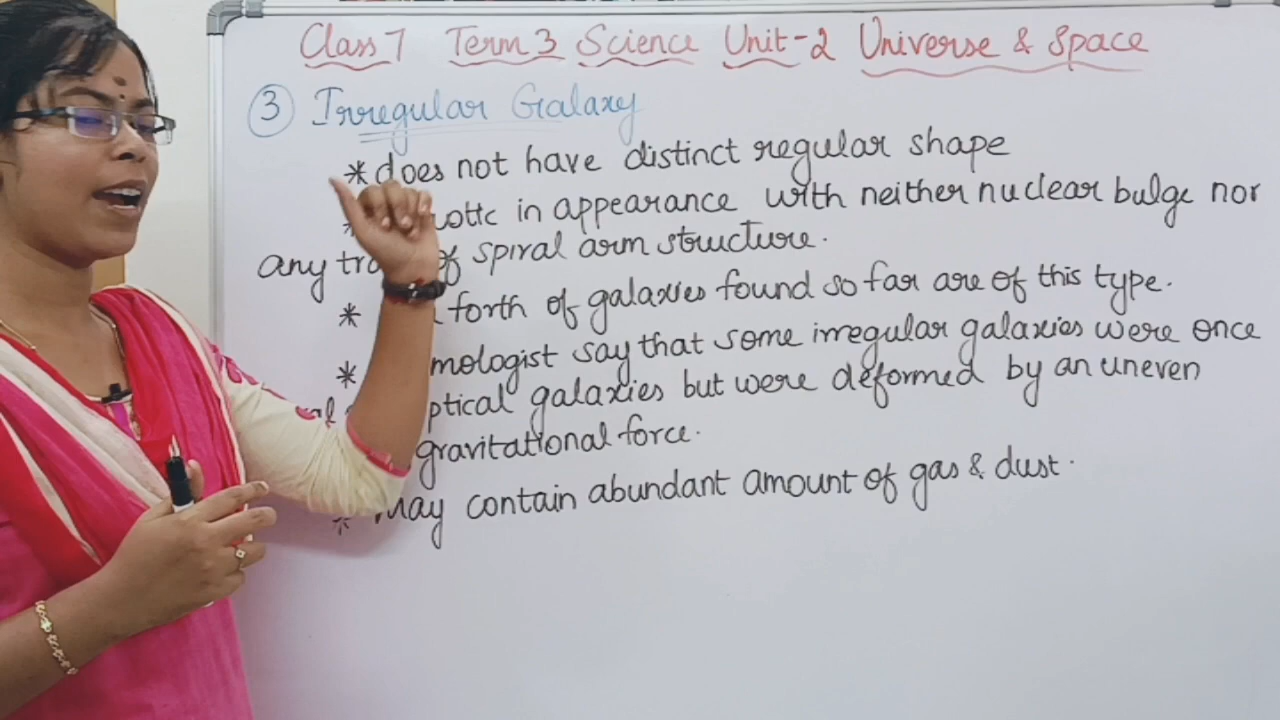 Class 7 Term 3 Science Unit-2 Universe & Space
③ Irregular Galaxy
* does not have distinct regular shape
* in appearance with neither nuclear bulge nor
any of spiral arm structure.
* forth of galaxies found so far are of this type.
* say that some irregular galaxies were once
galaxies but were deformed by an uneven
gravitational force.
* may contain abundant amount of gas & dust.